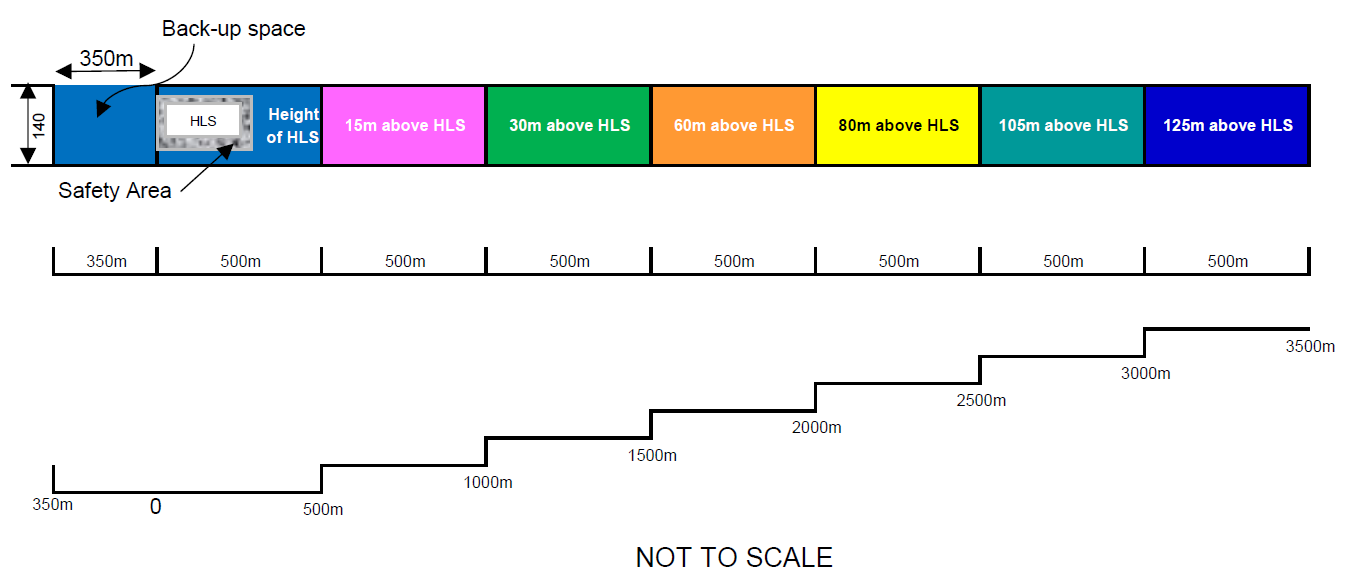 Back-up space
350m
140
HLS
Height
of HLS
15m above HLS
30m above HLS
60m above HLS
80m above HLS
105m above HLS
125m above HLS
Safety Area
350m
500m
500m
500m
500m
500m
500m
500m
3500m
3000m
2500m
2000m
1500m
1000m
350m
0
500m
NOT TO SCALE